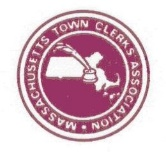 MASSACHUSETTS TOWN CLERKS' ASSOCIATION •